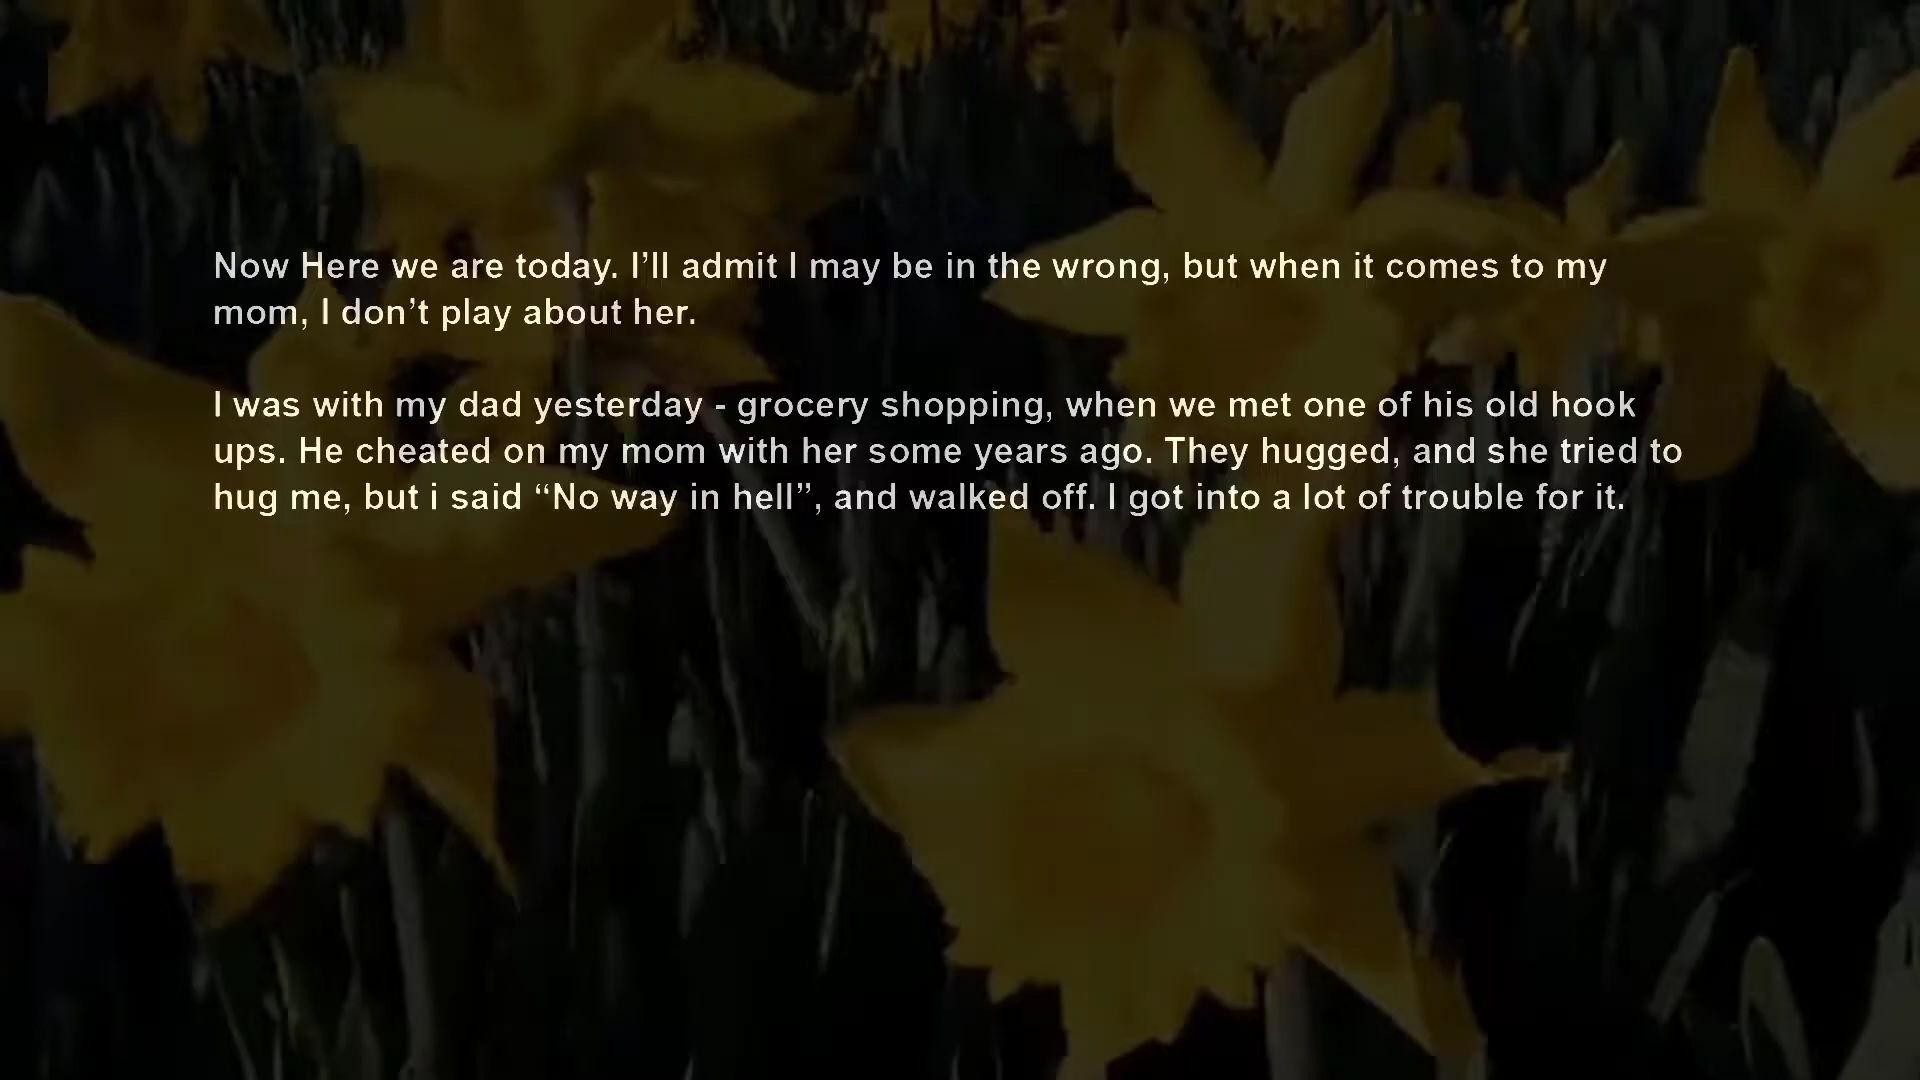 Now Here we are today. I’ll admit I may be in the wrong, but when it comes to my
mom, I don’t play about her.
I was with my dad yesterday - grocery shopping, when we met one of his old hook
ups. He cheated on my mom with her some years ago. They hugged, and she tried to
hug me, but i said “No way in hell”, and walked off. I got into a lot of trouble for it.